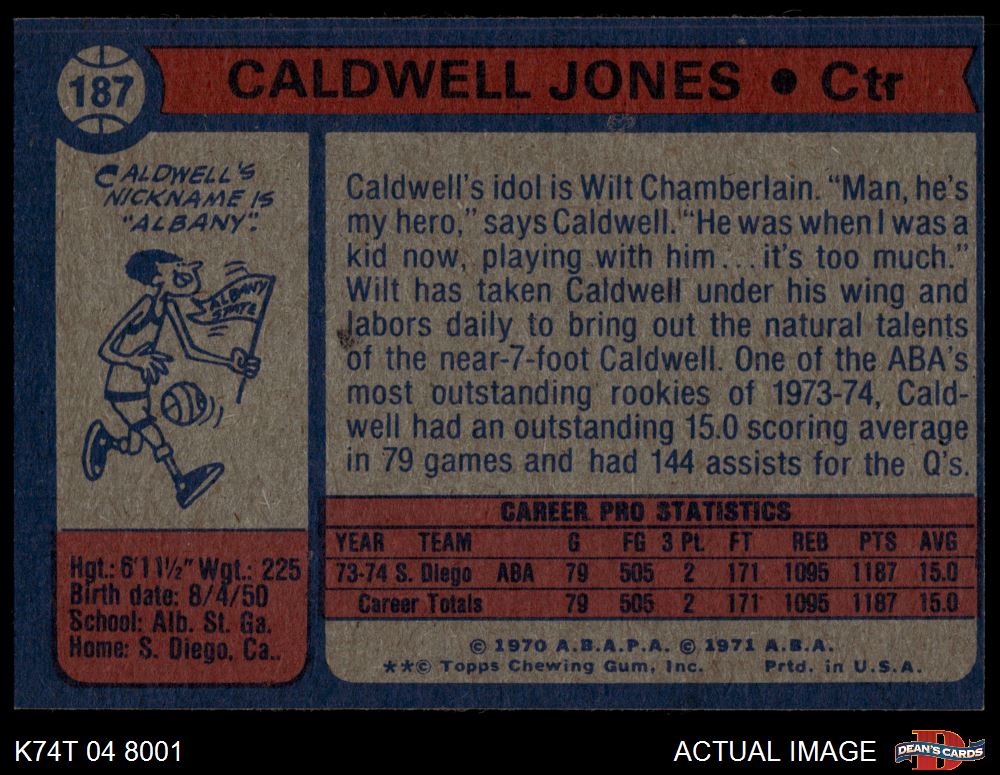 187
CALDWELL JONES • Ctr
CALDWELL'S
NICKNAME IS
"ALBANY".
ALBANY
STATE
Caldwell's idol is Wilt Chamberlain. "Man, he's
my hero," says Caldwell. "He was when I was a
kid now, playing with him . . . it's too much."
Wilt has taken Caldwell under his wing and
labors daily to bring out the natural talents
of the near-7-foot Caldwell. One of the ABA's
most outstanding rookies of 1973-74, Cald-
well had an outstanding 15.0 scoring average
in 79 games and had 144 assists for the Q's.
Hgt.: 6'11½" Wgt.: 225
Birth date: 8/4/50
School: Alb. St. Ga.
Home: S. Diego, Ca..
CAREER PRO STATISTICS
YEAR TEAM G FG 3 Pt. FT REB PTS AVG
73-74 S. Diego ABA 79 505 2 171 1095 1187 15.0
Career Totals 79 505 2 171 1095 1187 15.0
© 1970 A.B.A.P.A. © 1971 A.B.A.
**© Topps Chewing Gum, Inc. Prtd. in U.S.A.
K74T 04 8001
ACTUAL IMAGE
DEAN'S CARDS